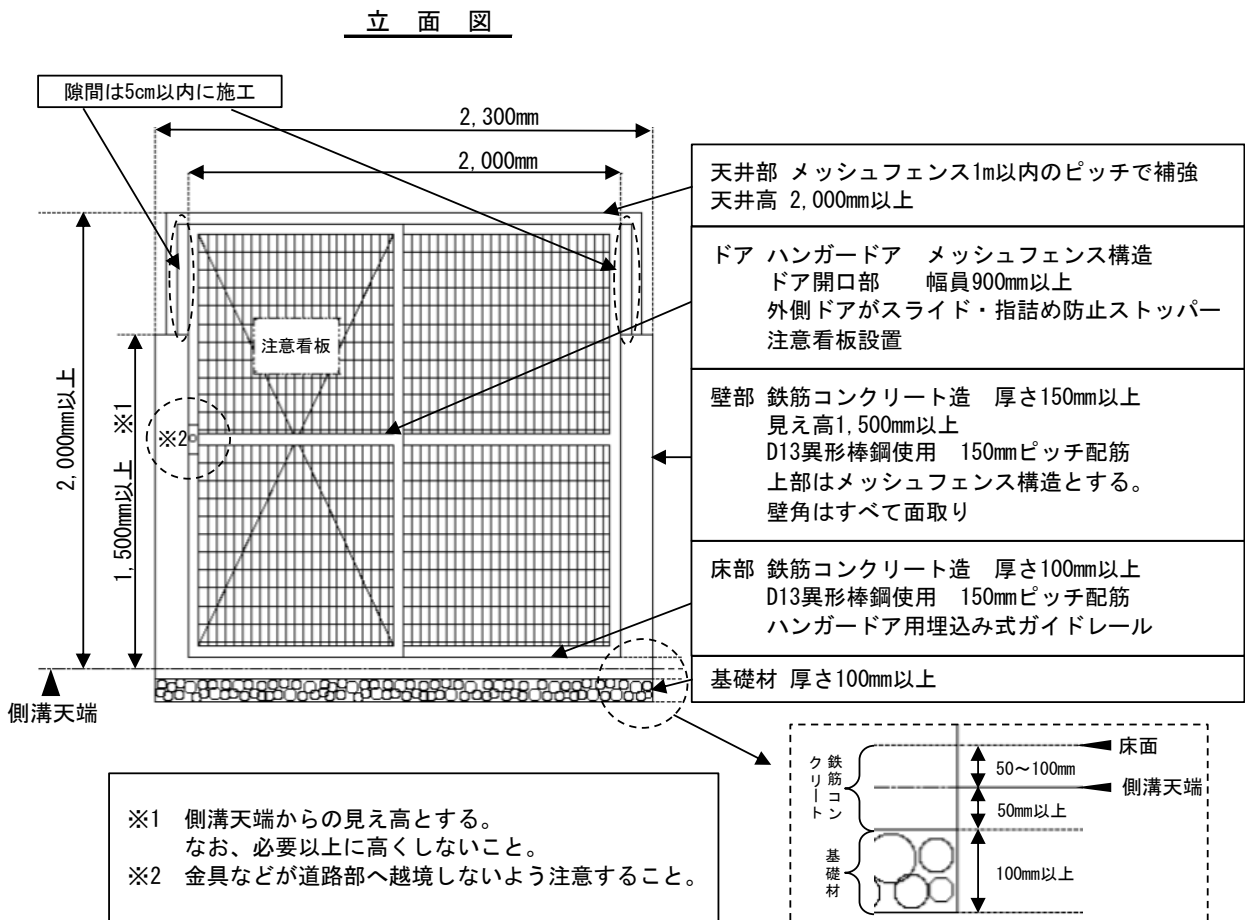 立 面 図
隙間は5cm以内に施工
2,300mm
2,000mm
天井部 メッシュフェンス1m以内のピッチで補強
天井高 2,000mm以上
ドア ハンガードア メッシュフェンス構造
ドア開口部 幅員900mm以上
外側ドアがスライド・指詰め防止ストッパー
注意看板設置
注意看板
壁部 鉄筋コンクリート造 厚さ150mm以上
見え高1,500mm以上
D13異形棒鋼使用 150mmピッチ配筋
上部はメッシュフェンス構造とする。
壁角はすべて面取り
2,000mm以上
1,500mm以上 ※1
※2
床部 鉄筋コンクリート造 厚さ100mm以上
D13異形棒鋼使用 150mmピッチ配筋
ハンガードア用埋込み式ガイドレール
基礎材 厚さ100mm以上
側溝天端
※1 側溝天端からの見え高とする。
なお、必要以上に高くしないこと。
※2 金具などが道路部へ越境しないよう注意すること。
鉄筋コン
クリート
床面
50～100mm
側溝天端
50mm以上
基礎材
100mm以上